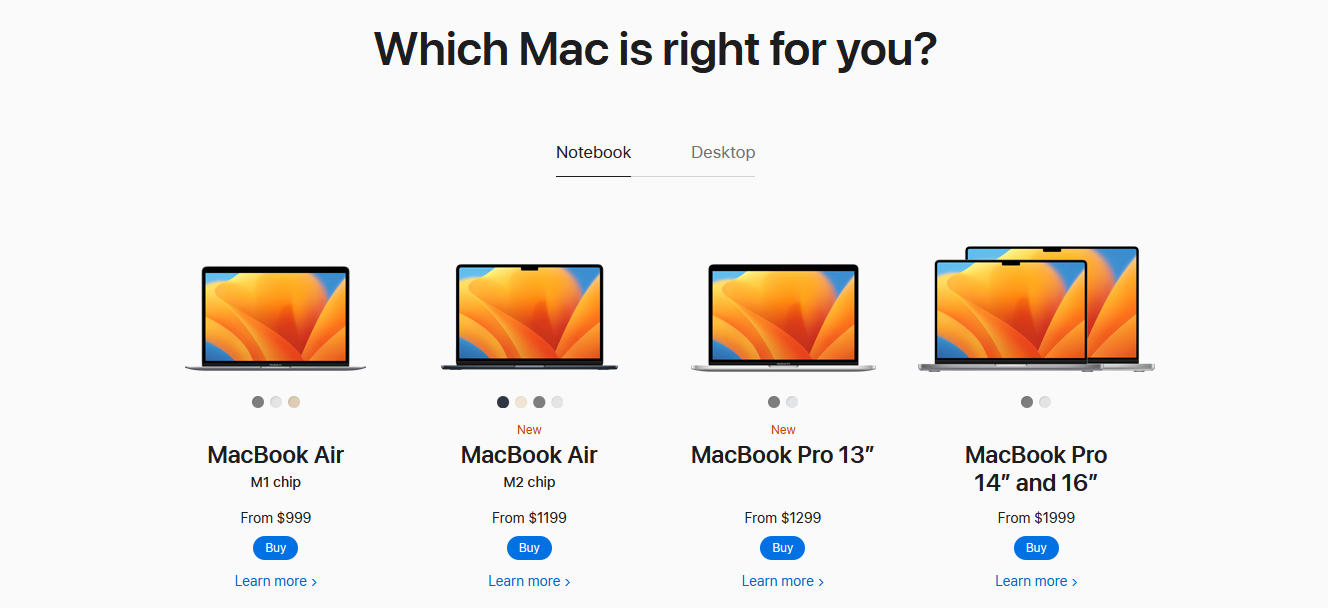 Which Mac is right for you?
Notebook
Desktop
New
New
MacBook Air
MacBook Air
MacBook Pro 13”
MacBook Pro
14” and 16”
M1 chip
M2 chip
From $999
From $1199
From $1299
From $1999
Buy
Buy
Buy
Buy
Learn more >
Learn more >
Learn more >
Learn more >